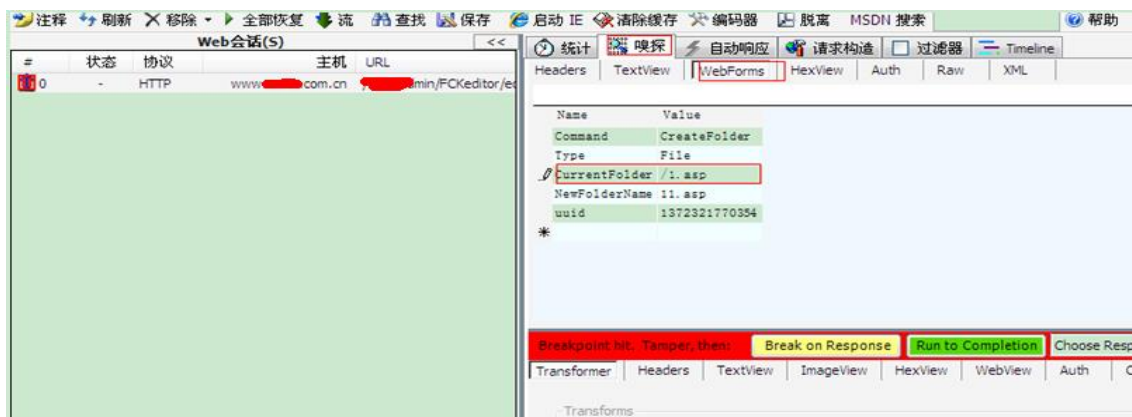 注释 刷新 移除 全部恢复 流 查找 保存 启动 IE 清除缓存 编码器 脱离 MSDN 搜索 帮助
Web会话(S) <<
# 状态 协议 主机 URL
0 - HTTP www com.cn min/FCKeditor/
统计 嗅探 自动响应 请求构造 过滤器 Timeline
Headers TextView WebForms HexView Auth Raw XML
Name Value
Command CreateFolder
Type File
CurrentFolder /1.asp
NewFolderName 11.asp
uuid 1372321770354
Breakpoint hit. Tamper, then: Break on Response Run to Completion Choose Resp
Transformer Headers TextView ImageView HexView WebView Auth
Transforms